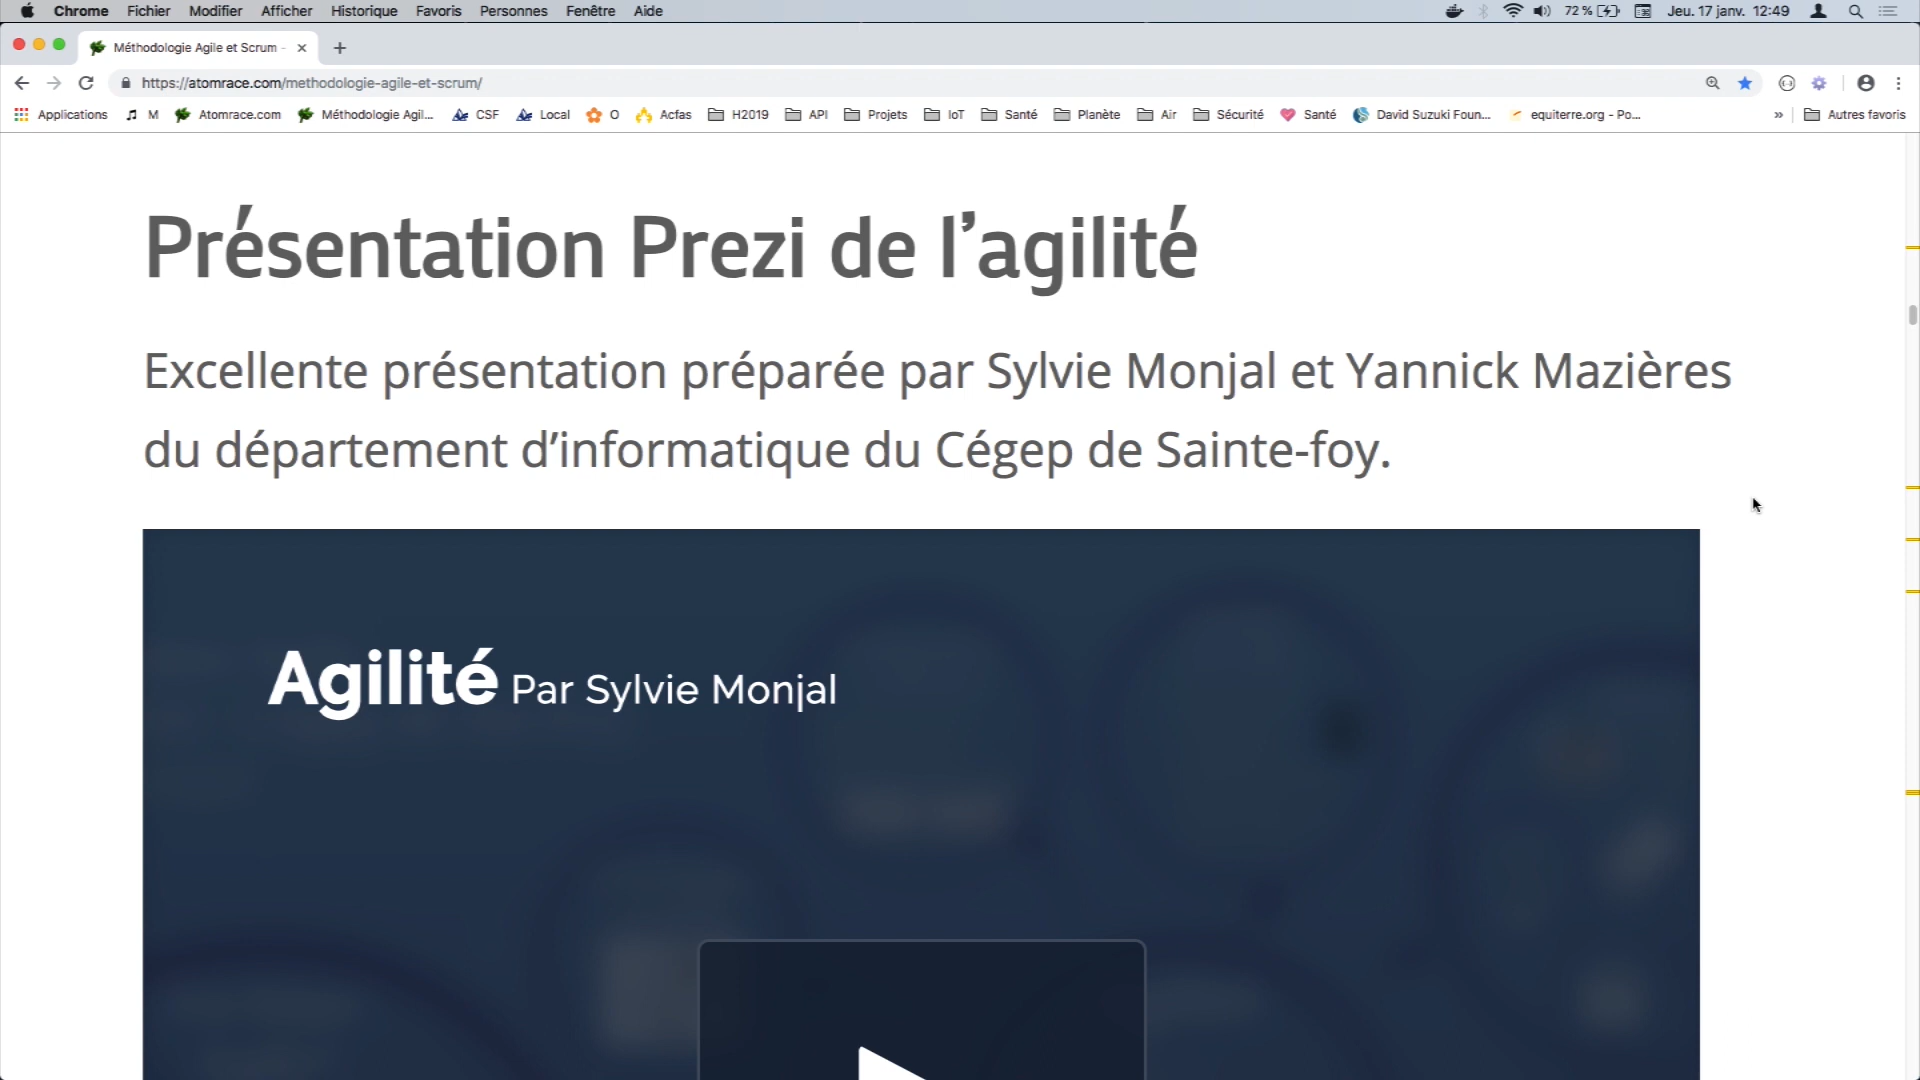 Chrome Fichier Modifier Afficher Historique Favoris Personnes Fenêtre Aide 72 % Jeu. 17 janv. 12:49
Méthodologie Agile et Scrum -
https://atomrace.com/methodologie-agile-et-scrum/
Applications M Atomrace.com Méthodologie Agil... CSF Local O Acfas H2019 API Projets IoT Santé Planète Air Sécurité Santé David Suzuki Foun... equiterre.org - Po... » Autres favoris
Présentation Prezi de l’agilité
Excellente présentation préparée par Sylvie Monjal et Yannick Mazières
du département d’informatique du Cégep de Sainte-foy.
Agilité Par Sylvie Monjal